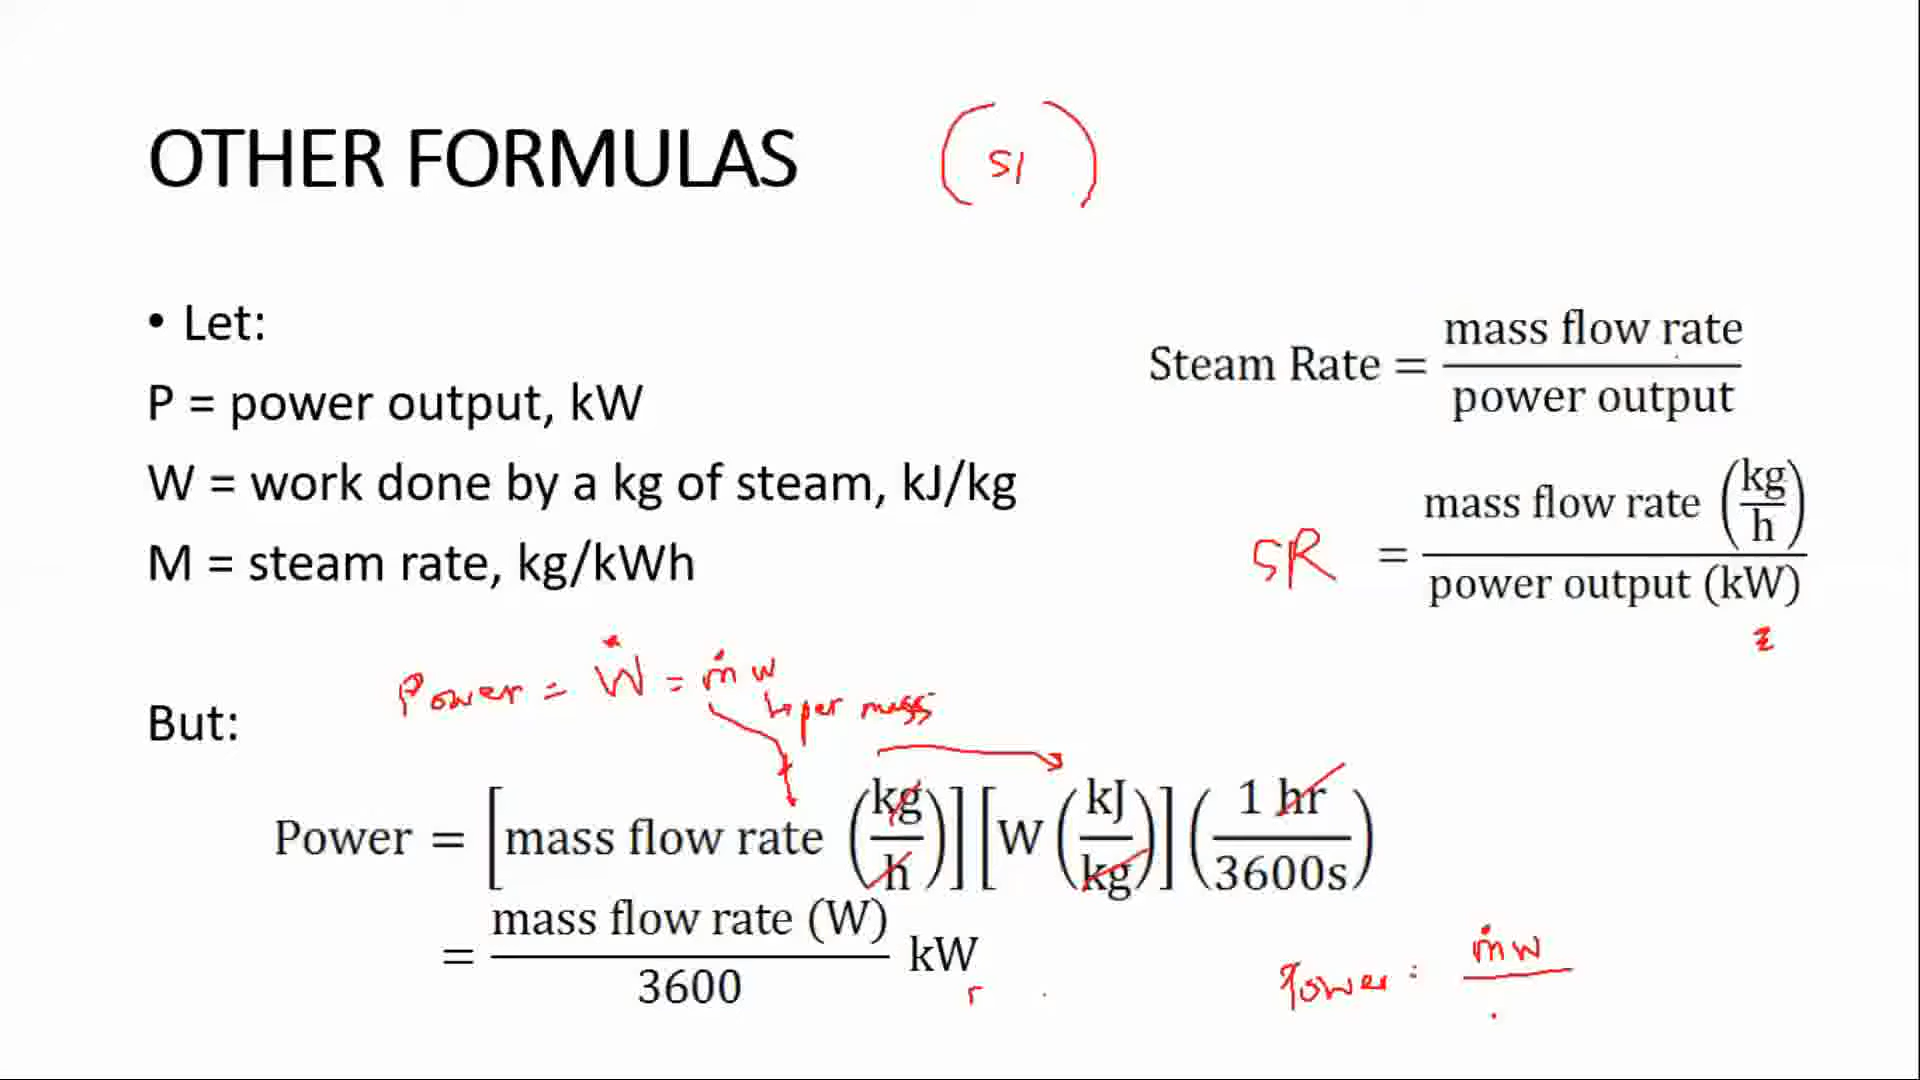 OTHER FORMULAS (SI)
• Let:
P = power output, kW
W = work done by a kg of steam, kJ/kg
M = steam rate, kg/kWh
Steam Rate = mass flow rate / power output
SR = mass flow rate (kg/h) / power output (kW)
Power = Ẇ = ṁ w
↳ per mass
But:
Power = [mass flow rate (kg/h)] [W (kJ/kg)] (1 hr / 3600s)
= mass flow rate (W) / 3600 kW
Power = ṁ w